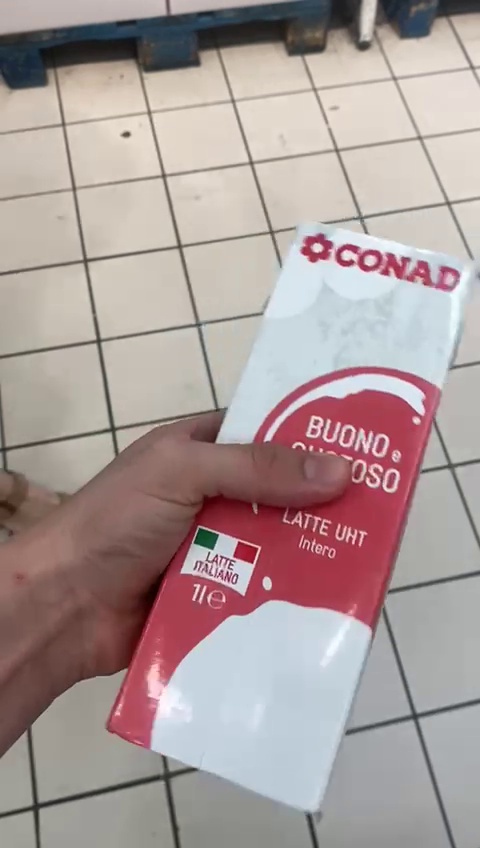 CONAD
BUONO e
LATTE UHT
Intero
LATTE
ITALIANO
1l e